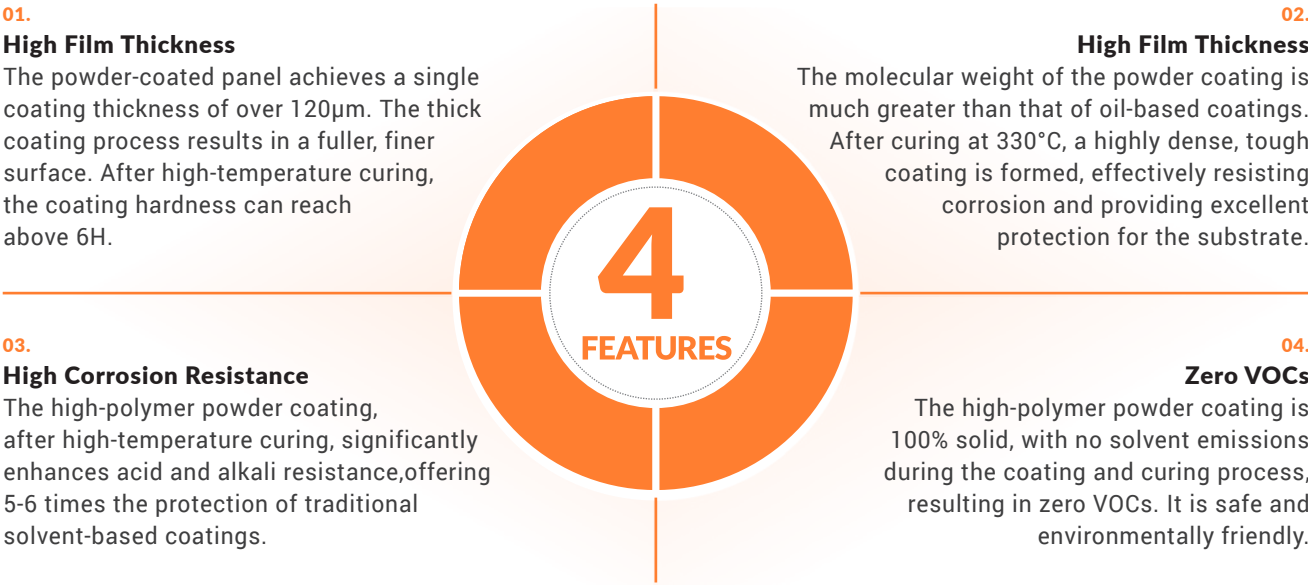 01.
High Film Thickness
The powder-coated panel achieves a single
coating thickness of over 120μm. The thick
coating process results in a fuller, finer
surface. After high-temperature curing,
the coating hardness can reach
above 6H.
02.
High Film Thickness
The molecular weight of the powder coating is
much greater than that of oil-based coatings.
After curing at 330°C, a highly dense, tough
coating is formed, effectively resisting
corrosion and providing excellent
protection for the substrate.
4
FEATURES
03.
High Corrosion Resistance
The high-polymer powder coating,
after high-temperature curing, significantly
enhances acid and alkali resistance,offering
5-6 times the protection of traditional
solvent-based coatings.
04.
Zero VOCs
The high-polymer powder coating is
100% solid, with no solvent emissions
during the coating and curing process,
resulting in zero VOCs. It is safe and
environmentally friendly.